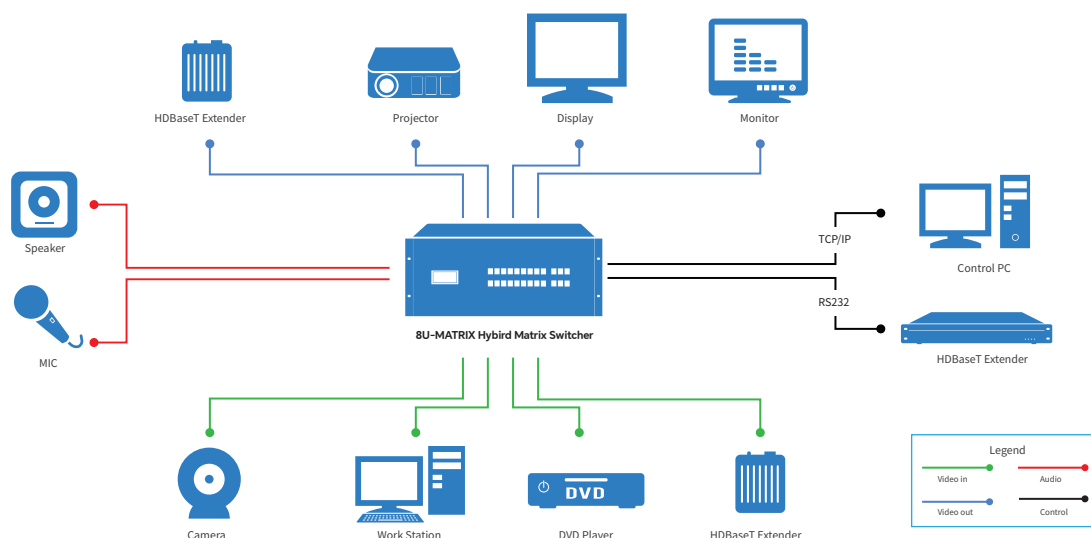 HDBaseT Extender
Projector
Display
Monitor
Speaker
TCP/IP
Control PC
RS232
8U-MATRIX Hybird Matrix Switcher
MIC
HDBaseT Extender
Legend
Video in
Audio
Video out
Control
DVD
Camera
Work Station
DVD Player
HDBaseT Extender